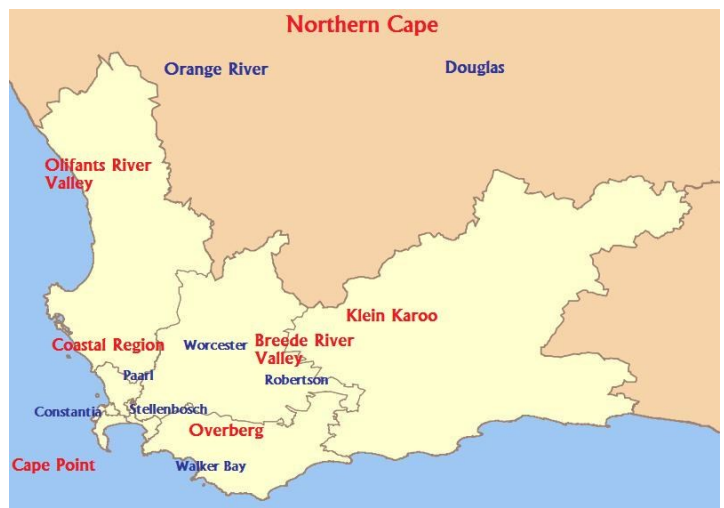 Northern Cape
Orange River
Douglas
Olifants River
Valley
Klein Karoo
Coastal Region
Worcester
Breede River
Valley
Paarl
Robertson
Constantia
Stellenbosch
Overberg
Cape Point
Walker Bay